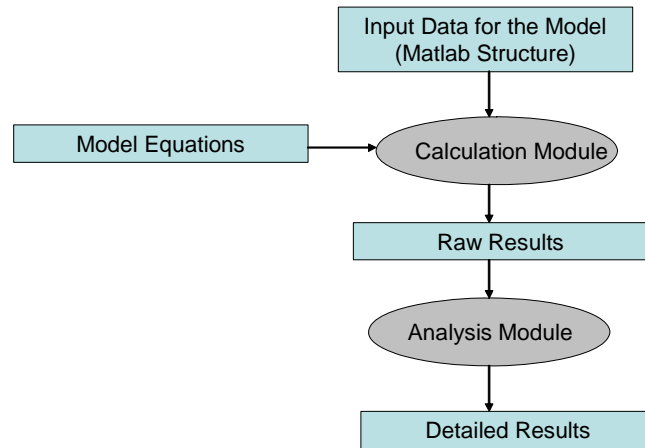 Input Data for the Model
(Matlab Structure)
Model Equations
Calculation Module
Raw Results
Analysis Module
Detailed Results